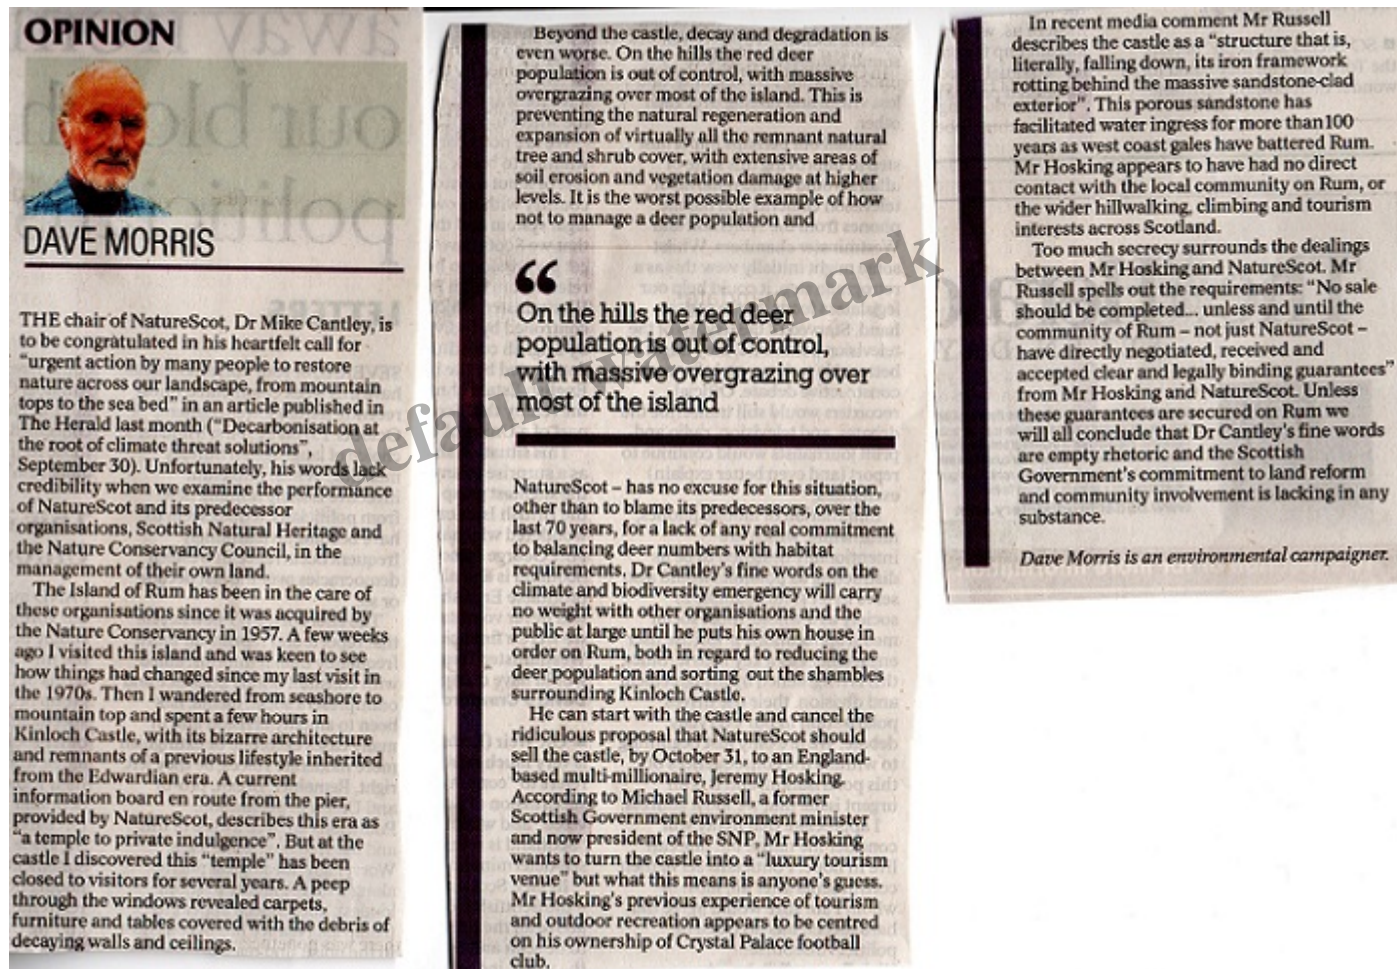 OPINION
DAVE MORRIS
THE chair of NatureScot, Dr Mike Cantley, is
to be congratulated in his heartfelt call for
“urgent action by many people to restore
nature across our landscape, from mountain
tops to the sea bed” in an article published in
The Herald last month (“Decarbonisation at
the root of climate threat solutions”,
September 30). Unfortunately, his words lack
credibility when we examine the performance
of NatureScot and its predecessor
organisations, Scottish Natural Heritage and
the Nature Conservancy Council, in the
management of their own land.
The Island of Rum has been in the care of
these organisations since it was acquired by
the Nature Conservancy in 1957. A few weeks
ago I visited this island and was keen to see
how things had changed since my last visit in
the 1970s. Then I wandered from seashore to
mountain top and spent a few hours in
Kinloch Castle, with its bizarre architecture
and remnants of a previous lifestyle inherited
from the Edwardian era. A current
information board en route from the pier,
provided by NatureScot, describes this era as
“a temple to private indulgence”. But at the
castle I discovered this “temple” has been
closed to visitors for several years. A peep
through the windows revealed carpets,
furniture and tables covered with the debris of
decaying walls and ceilings.
Beyond the castle, decay and degradation is
even worse. On the hills the red deer
population is out of control, with massive
overgrazing over most of the island. This is
preventing the natural regeneration and
expansion of virtually all the remnant natural
tree and shrub cover, with extensive areas of
soil erosion and vegetation damage at higher
levels. It is the worst possible example of how
not to manage a deer population and
“
On the hills the red deer
population is out of control,
with massive overgrazing over
most of the island
NatureScot – has no excuse for this situation,
other than to blame its predecessors, over the
last 70 years, for a lack of any real commitment
to balancing deer numbers with habitat
requirements. Dr Cantley's fine words on the
climate and biodiversity emergency will carry
no weight with other organisations and the
public at large until he puts his own house in
order on Rum, both in regard to reducing the
deer population and sorting out the shambles
surrounding Kinloch Castle.
He can start with the castle and cancel the
ridiculous proposal that NatureScot should
sell the castle, by October 31, to an England-
based multi-millionaire, Jeremy Hosking.
According to Michael Russell, a former
Scottish Government environment minister
and now president of the SNP, Mr Hosking
wants to turn the castle into a “luxury tourism
venue” but what this means is anyone's guess.
Mr Hosking's previous experience of tourism
and outdoor recreation appears to be centred
on his ownership of Crystal Palace football
club.
In recent media comment Mr Russell
describes the castle as a “structure that is,
literally, falling down, its iron framework
rotting behind the massive sandstone-clad
exterior”. This porous sandstone has
facilitated water ingress for more than 100
years as west coast gales have battered Rum.
Mr Hosking appears to have had no direct
contact with the local community on Rum, or
the wider hillwalking, climbing and tourism
interests across Scotland.
Too much secrecy surrounds the dealings
between Mr Hosking and NatureScot. Mr
Russell spells out the requirements: “No sale
should be completed... unless and until the
community of Rum – not just NatureScot –
have directly negotiated, received and
accepted clear and legally binding guarantees”
from Mr Hosking and NatureScot. Unless
these guarantees are secured on Rum we
will all conclude that Dr Cantley's fine words
are empty rhetoric and the Scottish
Government's commitment to land reform
and community involvement is lacking in any
substance.
Dave Morris is an environmental campaigner.
default watermark